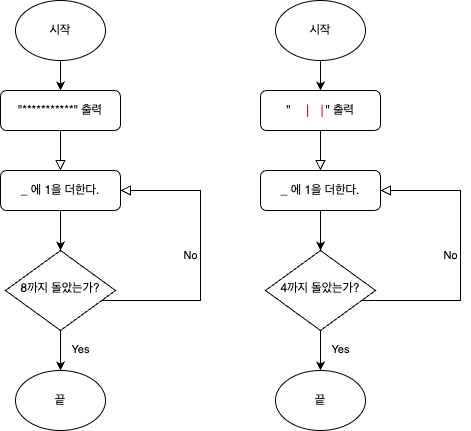 시작
"***********" 출력
_ 에 1을 더한다.
No
8까지 돌았는가?
Yes
끝
시작
"    |   |" 출력
_ 에 1을 더한다.
No
4까지 돌았는가?
Yes
끝